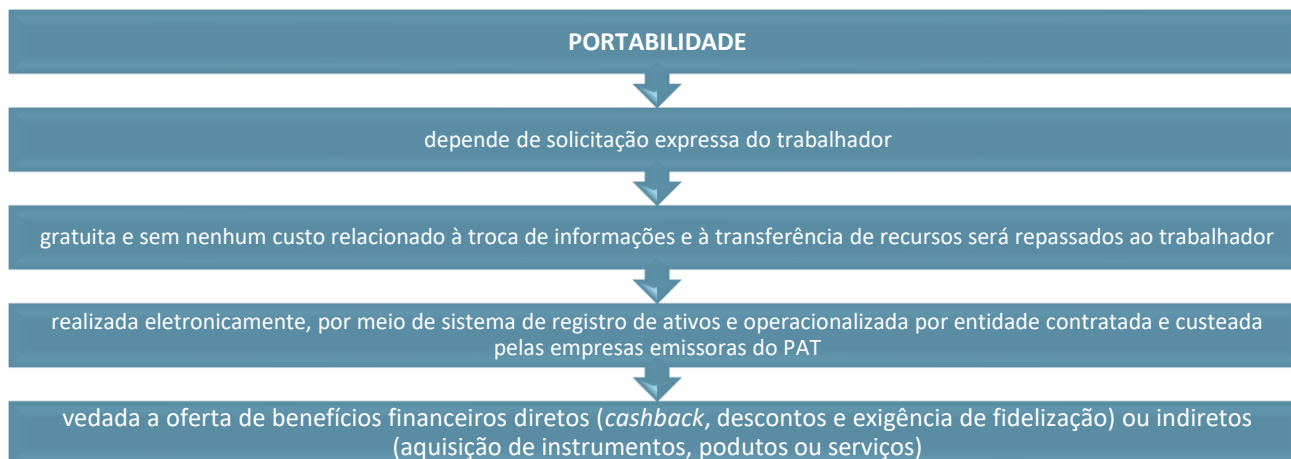 PORTABILIDADE
depende de solicitação expressa do trabalhador
gratuita e sem nenhum custo relacionado à troca de informações e à transferência de recursos será repassados ao trabalhador
realizada eletronicamente, por meio de sistema de registro de ativos e operacionalizada por entidade contratada e custeada
pelas empresas emissoras do PAT
vedada a oferta de benefícios financeiros diretos (cashback, descontos e exigência de fidelização) ou indiretos
(aquisição de instrumentos, podutos ou serviços)